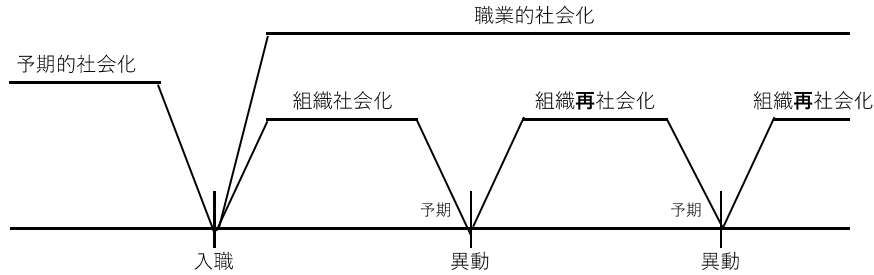 職業的社会化
予期的社会化
組織社会化
組織再社会化
組織再社会化
予期
予期
入職
異動
異動